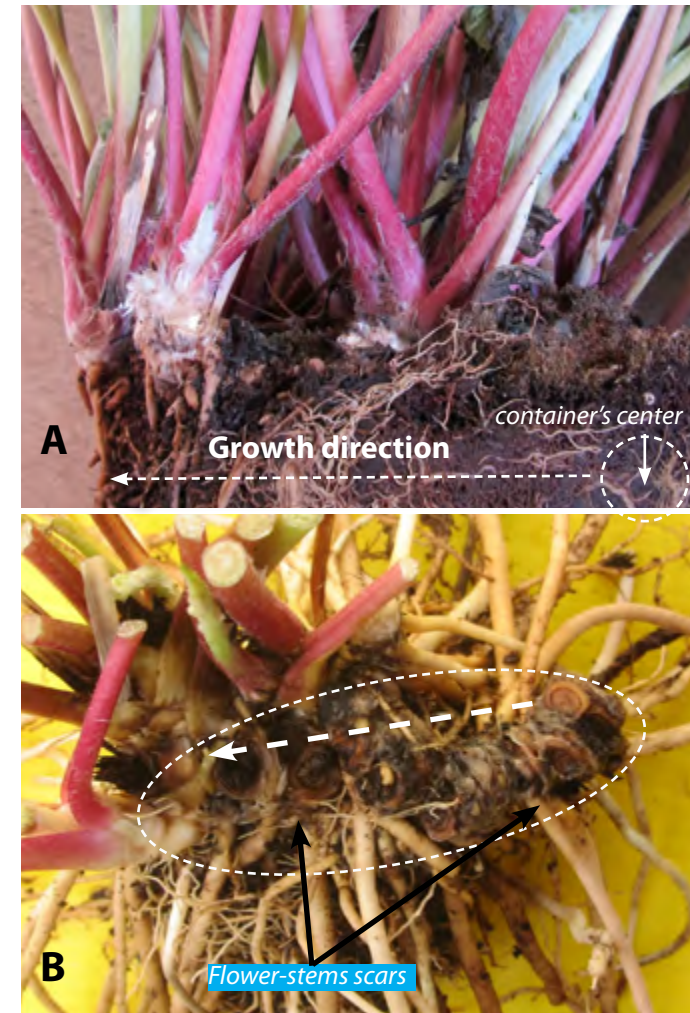 container's center
A
Growth direction
B
Flower-stems scars